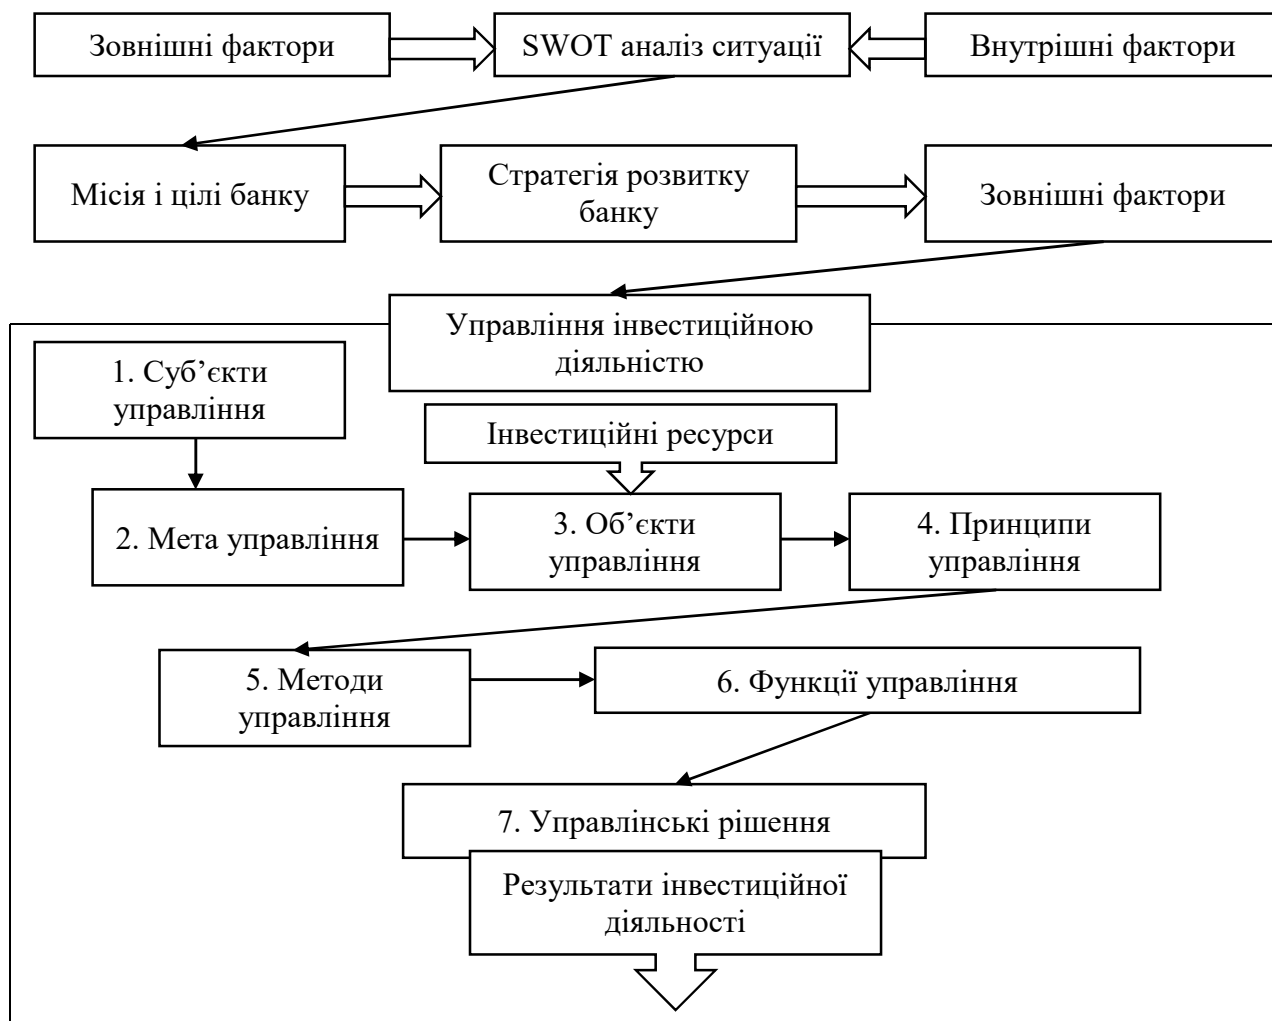 Зовнішні фактори
SWOT аналіз ситуації
Внутрішні фактори
Місія і цілі банку
Стратегія розвитку
банку
Зовнішні фактори
Управління інвестиційною
діяльністю
1. Суб’єкти
управління
Інвестиційні ресурси
2. Мета управління
3. Об’єкти
управління
4. Принципи
управління
5. Методи
управління
6. Функції управління
7. Управлінські рішення
Результати інвестиційної
діяльності